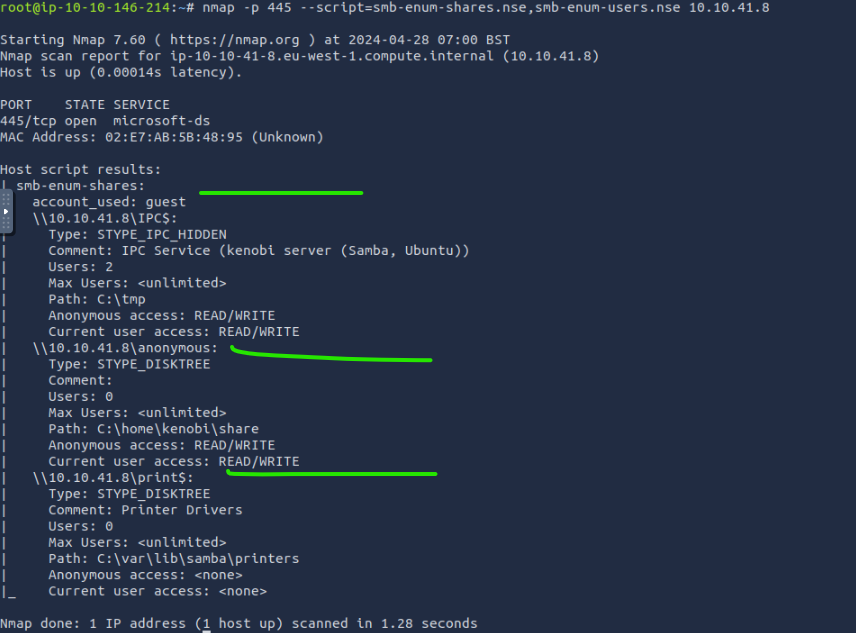 root@ip-10-10-146-214:~# nmap -p 445 --script=smb-enum-shares.nse,smb-enum-users.nse 10.10.41.8
Starting Nmap 7.60 ( https://nmap.org ) at 2024-04-28 07:00 BST
Nmap scan report for ip-10-10-41-8.eu-west-1.compute.internal (10.10.41.8)
Host is up (0.00014s latency).
PORT    STATE SERVICE
445/tcp open  microsoft-ds
MAC Address: 02:E7:AB:5B:48:95 (Unknown)
Host script results:
| smb-enum-shares:
    account_used: guest
    \\10.10.41.8\IPC$:
|     Type: STYPE_IPC_HIDDEN
|     Comment: IPC Service (kenobi server (Samba, Ubuntu))
|     Users: 2
|     Max Users: <unlimited>
|     Path: C:\tmp
|     Anonymous access: READ/WRITE
|     Current user access: READ/WRITE
|   \\10.10.41.8\anonymous:
|     Type: STYPE_DISKTREE
|     Comment:
|     Users: 0
|     Max Users: <unlimited>
|     Path: C:\home\kenobi\share
|     Anonymous access: READ/WRITE
|     Current user access: READ/WRITE
|   \\10.10.41.8\print$:
|     Type: STYPE_DISKTREE
|     Comment: Printer Drivers
|     Users: 0
|     Max Users: <unlimited>
|     Path: C:\var\lib\samba\printers
|     Anonymous access: <none>
|_    Current user access: <none>
Nmap done: 1 IP address (1 host up) scanned in 1.28 seconds